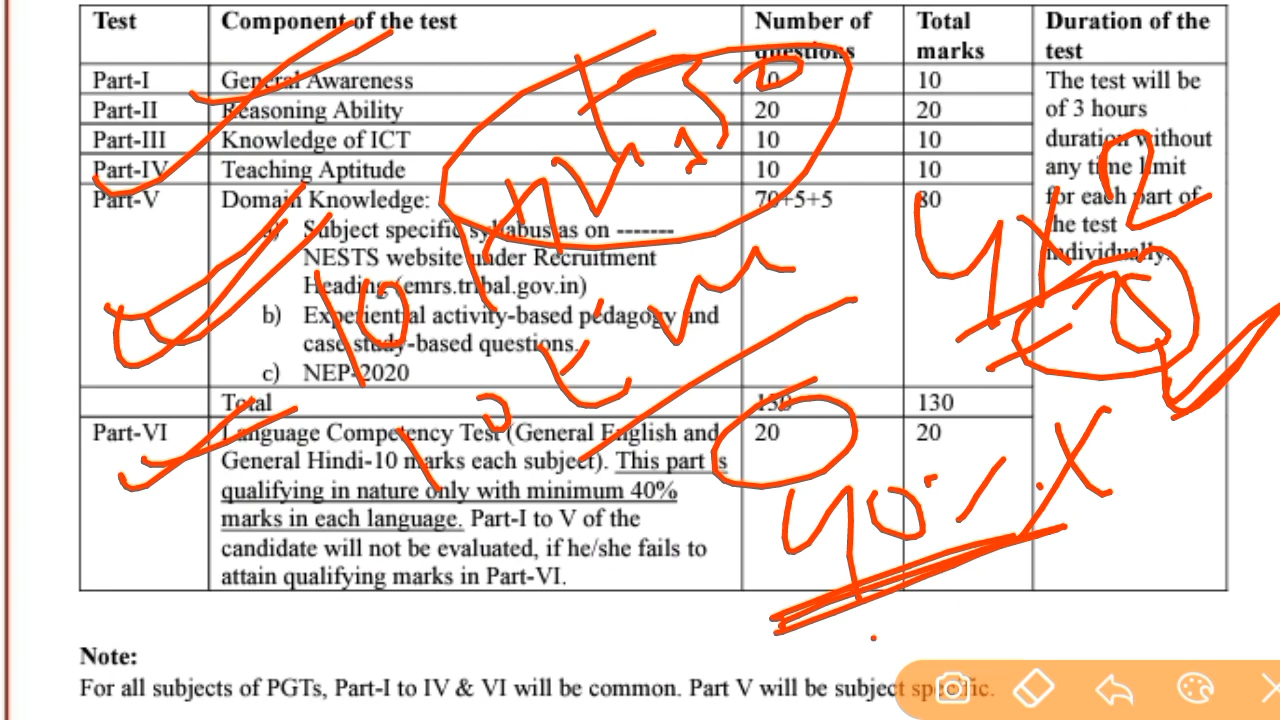 Test Component of the test Number of questions Total marks Duration of the test
Part-I General Awareness 10 10 The test will be
Part-II Reasoning Ability 20 20 of 3 hours
Part-III Knowledge of ICT 10 10 duration without
Part-IV Teaching Aptitude 10 10 any time limit
Part-V Domain Knowledge: 70+5+5 80 for each part of
a) Subject specific syllabus as on ------- the test
NESTS website under Recruitment individually.
Heading (emrs.tribal.gov.in)
b) Experiential activity-based pedagogy and
case study-based questions.
c) NEP-2020
Total 130 130
Part-VI Language Competency Test (General English and 20 20
General Hindi-10 marks each subject). This part is
qualifying in nature only with minimum 40%
marks in each language. Part-I to V of the
candidate will not be evaluated, if he/she fails to
attain qualifying marks in Part-VI.
40%
Note:
For all subjects of PGTs, Part-I to IV & VI will be common. Part V will be subject specific.